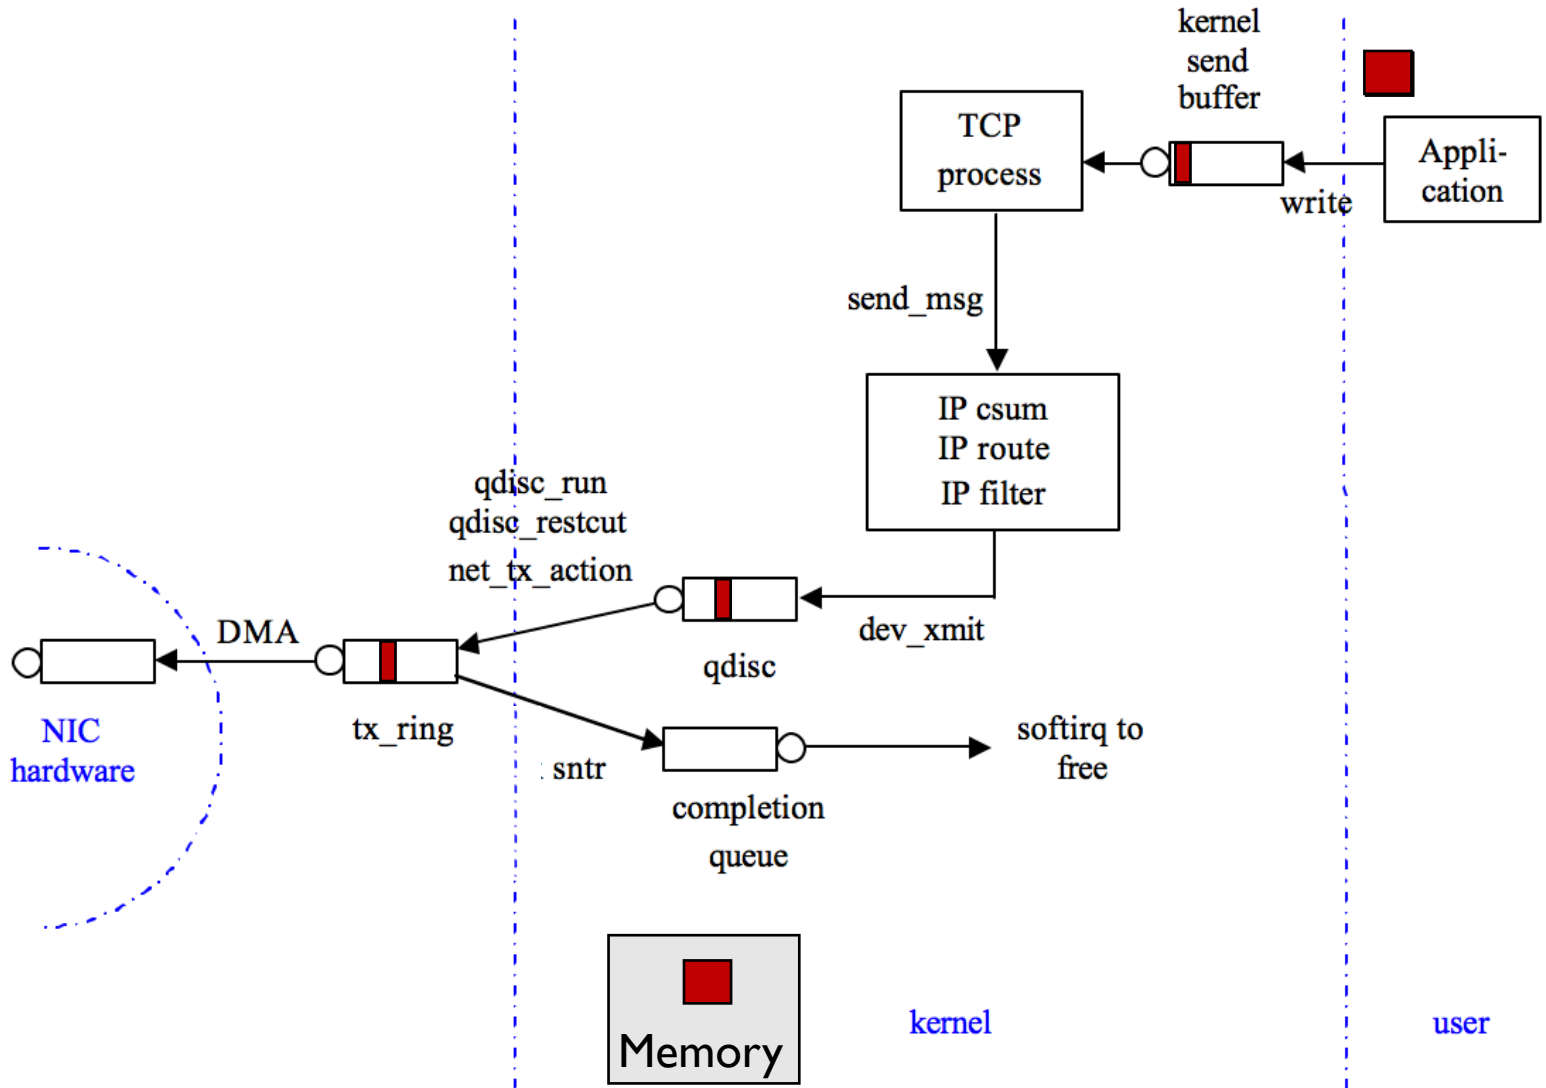 kernel
send
buffer
TCP
process
Appli-
cation
write
send_msg
IP csum
IP route
IP filter
qdisc_run
qdisc_restcut
net_tx_action
DMA
dev_xmit
qdisc
NIC
hardware
tx_ring
softirq to
free
sntr
completion
queue
Memory
kernel
user